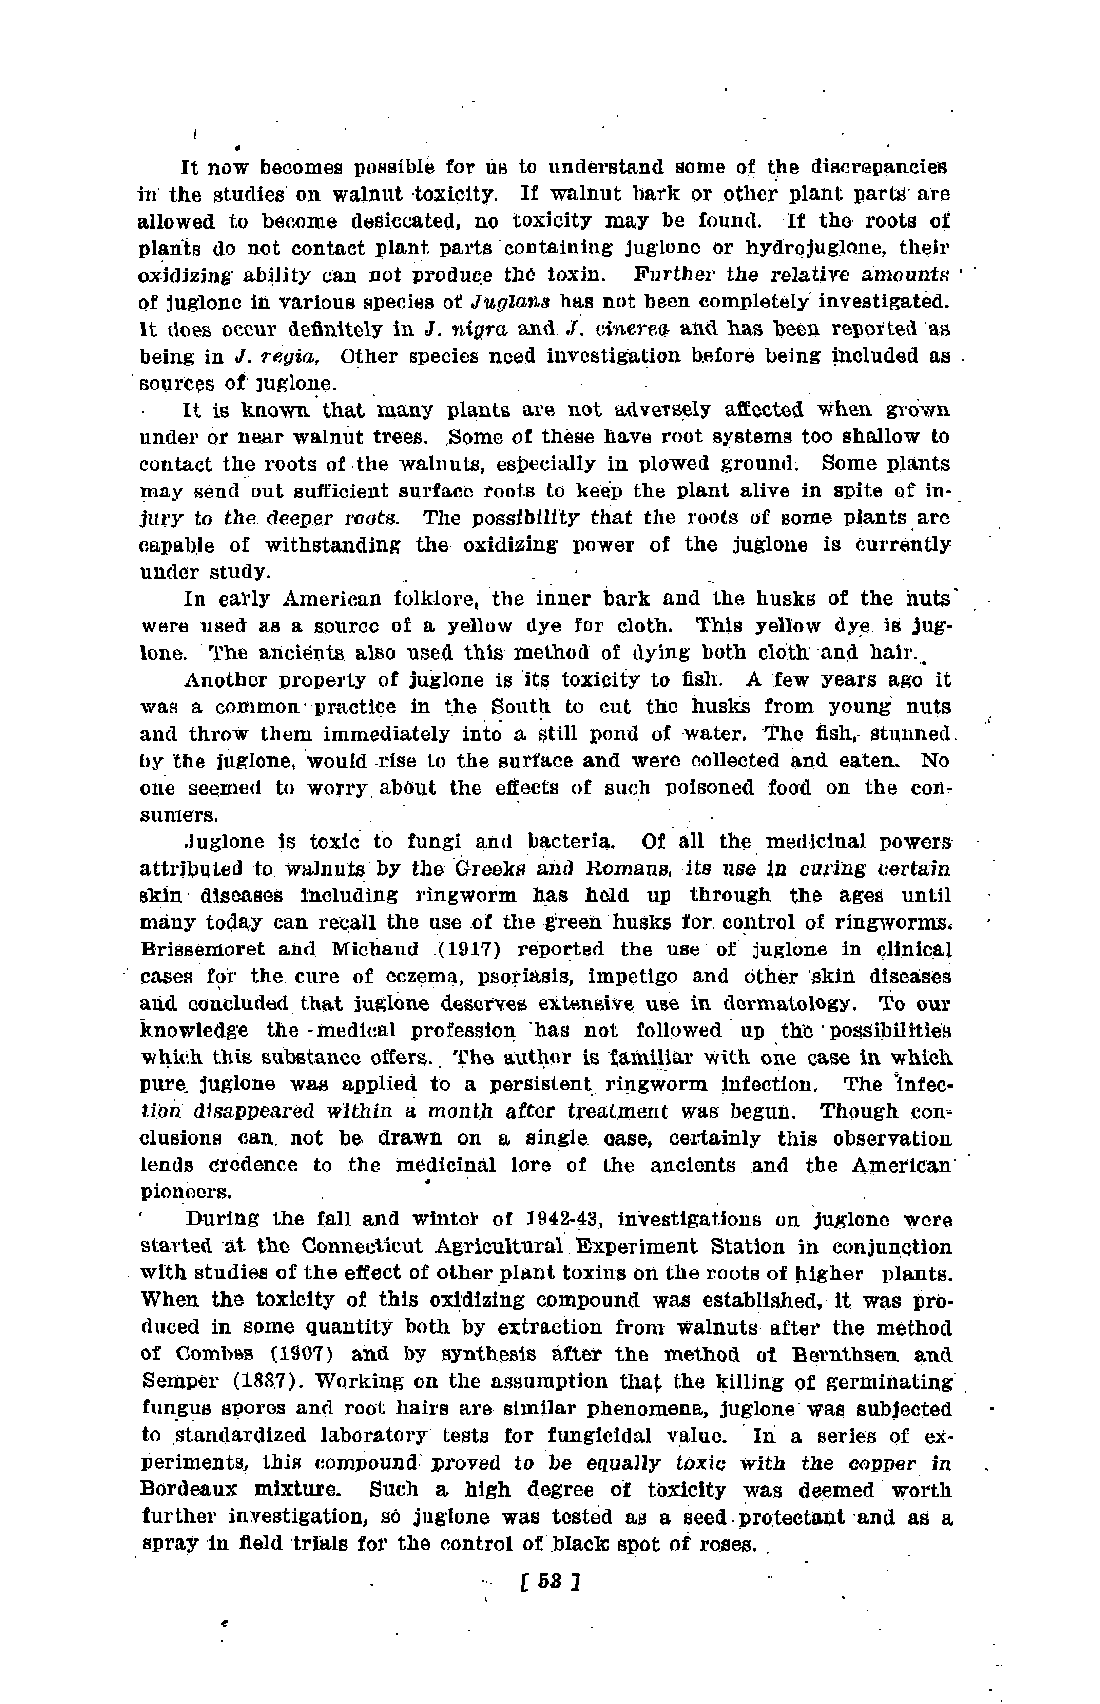 It now becomes possible for us to understand some of the discrepancies
in the studies on walnut toxicity. If walnut bark or other plant parts are
allowed to become desiccated, no toxicity may be found. If the roots of
plants do not contact plant parts containing juglone or hydrojuglone, their
oxidizing ability can not produce the toxin. Further the relative amounts
of juglone in various species of Juglans has not been completely investigated.
It does occur definitely in J. nigra and J. cinerea and has been reported as
being in J. regia. Other species need investigation before being included as
sources of juglone.
It is known that many plants are not adversely affected when grown
under or near walnut trees. Some of these have root systems too shallow to
contact the roots of the walnuts, especially in plowed ground. Some plants
may send out sufficient surface roots to keep the plant alive in spite of in-
jury to the deeper roots. The possibility that the roots of some plants are
capable of withstanding the oxidizing power of the juglone is currently
under study.
In early American folklore, the inner bark and the husks of the nuts
were used as a source of a yellow dye for cloth. This yellow dye is jug-
lone. The ancients also used this method of dying both cloth and hair.
Another property of juglone is its toxicity to fish. A few years ago it
was a common practice in the South to cut the husks from young nuts
and throw them immediately into a still pond of water. The fish, stunned
by the juglone, would rise to the surface and were collected and eaten. No
one seemed to worry about the effects of such poisoned food on the con-
sumers.
Juglone is toxic to fungi and bacteria. Of all the medicinal powers
attributed to walnuts by the Greeks and Romans, its use in curing certain
skin diseases including ringworm has held up through the ages until
many today can recall the use of the green husks for control of ringworms.
Brissemoret and Michaud (1917) reported the use of juglone in clinical
cases for the cure of eczema, psoriasis, impetigo and other skin diseases
and concluded that juglone deserves extensive use in dermatology. To our
knowledge the medical profession has not followed up the possibilities
which this substance offers. The author is familiar with one case in which
pure juglone was applied to a persistent ringworm infection. The infec-
tion disappeared within a month after treatment was begun. Though con-
clusions can not be drawn on a single case, certainly this observation
lends credence to the medicinal lore of the ancients and the American
pioneers.
During the fall and winter of 1942-43, investigations on juglone were
started at the Connecticut Agricultural Experiment Station in conjunction
with studies of the effect of other plant toxins on the roots of higher plants.
When the toxicity of this oxidizing compound was established, it was pro-
duced in some quantity both by extraction from walnuts after the method
of Combes (1907) and by synthesis after the method of Bernthsen and
Semper (1887). Working on the assumption that the killing of germinating
fungus spores and root hairs are similar phenomena, juglone was subjected
to standardized laboratory tests for fungicidal value. In a series of ex-
periments, this compound proved to be equally toxic with the copper in
Bordeaux mixture. Such a high degree of toxicity was deemed worth
further investigation, so juglone was tested as a seed protectant and as a
spray in field trials for the control of black spot of roses.
[ 53 ]